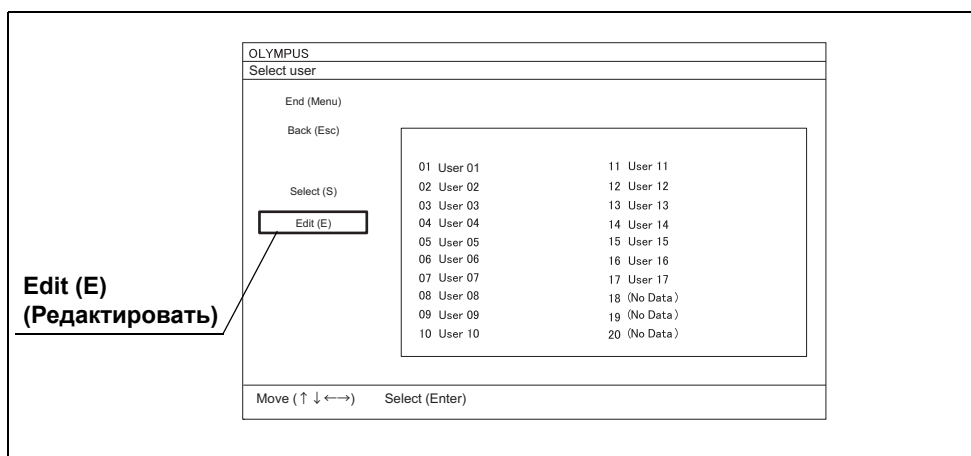 OLYMPUS
Select user
End (Menu)
Back (Esc)
Select (S)
Edit (E)
01 User 01
02 User 02
03 User 03
04 User 04
05 User 05
06 User 06
07 User 07
08 User 08
09 User 09
10 User 10
11 User 11
12 User 12
13 User 13
14 User 14
15 User 15
16 User 16
17 User 17
18 (No Data)
19 (No Data)
20 (No Data)
Edit (E)
(Редактировать)
Move (↑↓←→) Select (Enter)